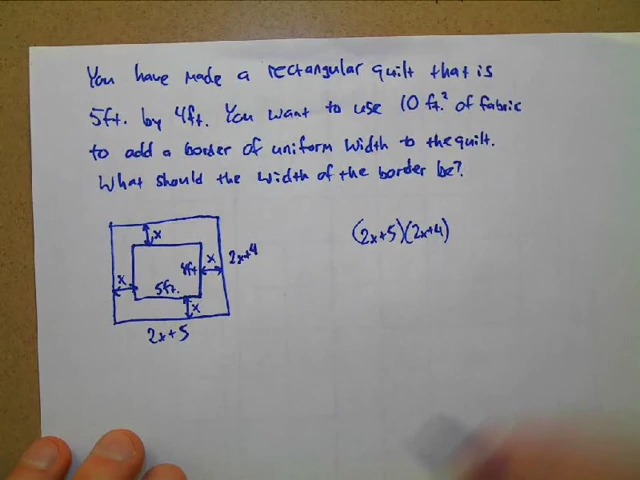 You have made a rectangular quilt that is
5ft. by 4ft. You want to use 10 ft.² of fabric
to add a border of uniform width to the quilt.
What should the width of the border be?
(2x+5)(2x+4)
x
x
2x+4
4ft
x
5ft.
x
2x+5